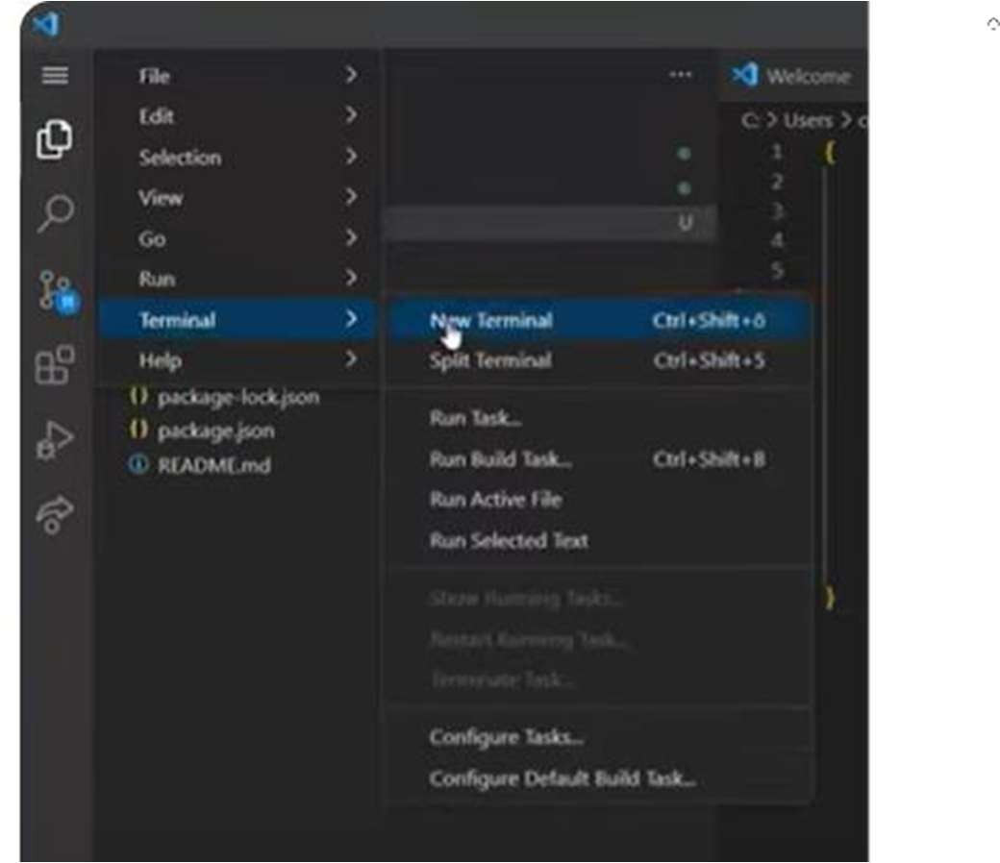 File
Edit
Selection
View
Go
Run
Terminal
Help
package-lock.json
package.json
README.md
···
U
New Terminal Ctrl+Shift+ö
Split Terminal Ctrl+Shift+5
Run Task...
Run Build Task... Ctrl+Shift+B
Run Active File
Run Selected Text
Show Running Tasks...
Restart Running Task...
Terminate Task...
Configure Tasks...
Configure Default Build Task...
Welcome
C: > Users > c
1 {
2
3
4
5
}